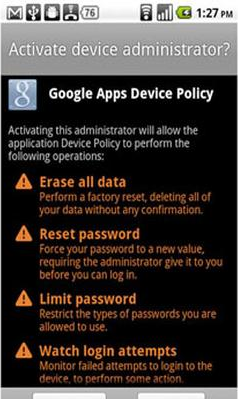 76 1:27 PM
Activate device administrator?
Google Apps Device Policy
Activating this administrator will allow the
application Device Policy to perform the
following operations:
Erase all data
Perform a factory reset, deleting all of
your data without any confirmation.
Reset password
Force your password to a new value,
requiring the administrator give it to you
before you can log in.
Limit password
Restrict the types of passwords you are
allowed to use.
Watch login attempts
Monitor failed attempts to login to the
device, to perform some action.